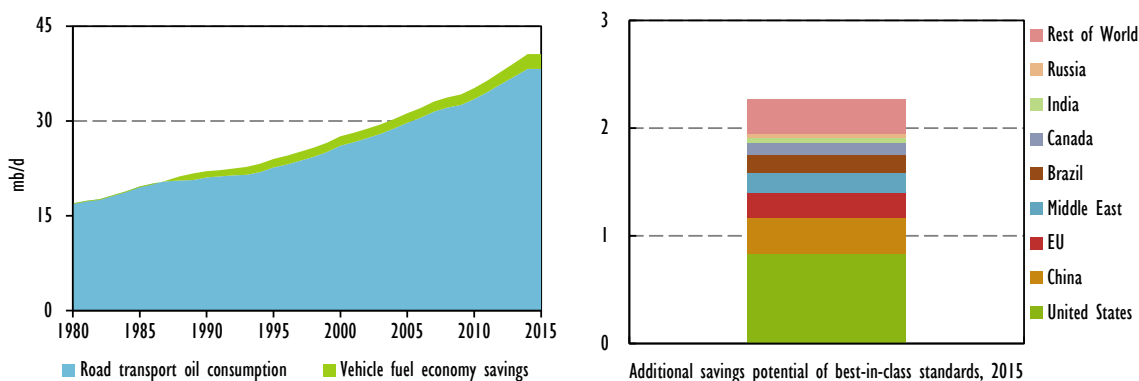 45
30
15
0
mb/d
1980 1985 1990 1995 2000 2005 2010 2015
Road transport oil consumption Vehicle fuel economy savings
3
2
1
0
Rest of World
Russia
India
Canada
Brazil
Middle East
EU
China
United States
Additional savings potential of best-in-class standards, 2015